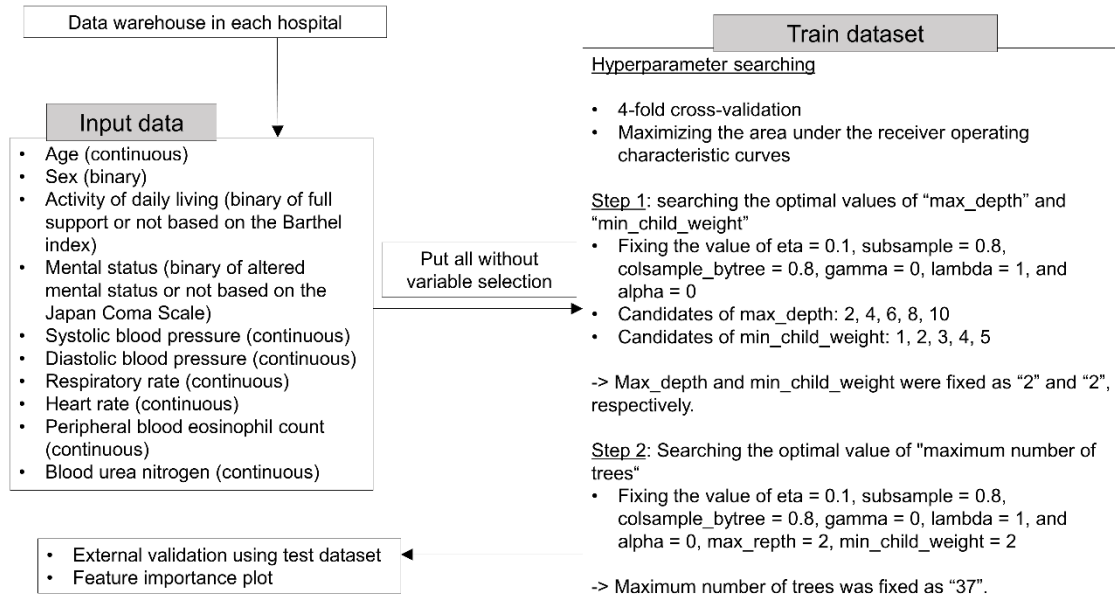 Data warehouse in each hospital
Input data
• Age (continuous)
• Sex (binary)
• Activity of daily living (binary of full
support or not based on the Barthel
index)
• Mental status (binary of altered
mental status or not based on the
Japan Coma Scale)
• Systolic blood pressure (continuous)
• Diastolic blood pressure (continuous)
• Respiratory rate (continuous)
• Heart rate (continuous)
• Peripheral blood eosinophil count
(continuous)
• Blood urea nitrogen (continuous)
Put all without
variable selection
Train dataset
Hyperparameter searching
• 4-fold cross-validation
• Maximizing the area under the receiver operating
characteristic curves
Step 1: searching the optimal values of “max_depth” and
“min_child_weight”
• Fixing the value of eta = 0.1, subsample = 0.8,
colsample_bytree = 0.8, gamma = 0, lambda = 1, and
alpha = 0
• Candidates of max_depth: 2, 4, 6, 8, 10
• Candidates of min_child_weight: 1, 2, 3, 4, 5
-> Max_depth and min_child_weight were fixed as “2” and “2”,
respectively.
Step 2: Searching the optimal value of "maximum number of
trees“
• Fixing the value of eta = 0.1, subsample = 0.8,
colsample_bytree = 0.8, gamma = 0, lambda = 1, and
alpha = 0, max_repth = 2, min_child_weight = 2
-> Maximum number of trees was fixed as “37”.
• External validation using test dataset
• Feature importance plot